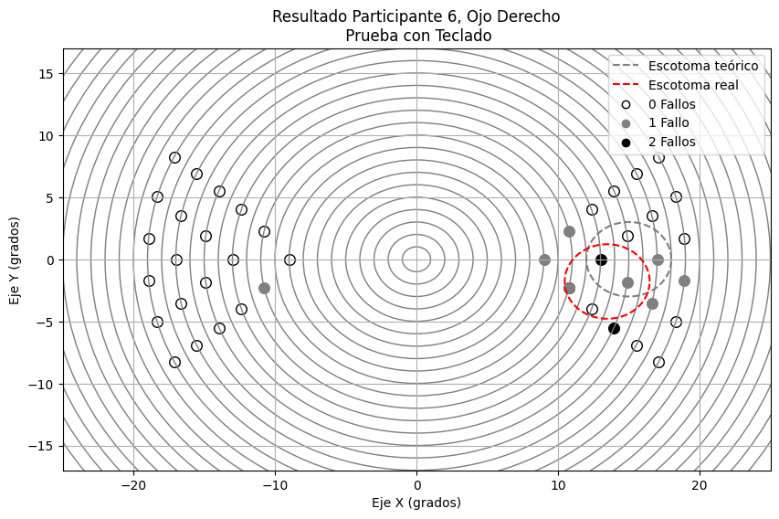 Resultado Participante 6, Ojo Derecho
Prueba con Teclado
Escotoma teórico
Escotoma real
0 Fallos
1 Fallo
2 Fallos
15
10
5
0
−5
−10
−15
Eje Y (grados)
−20
−10
0
10
20
Eje X (grados)